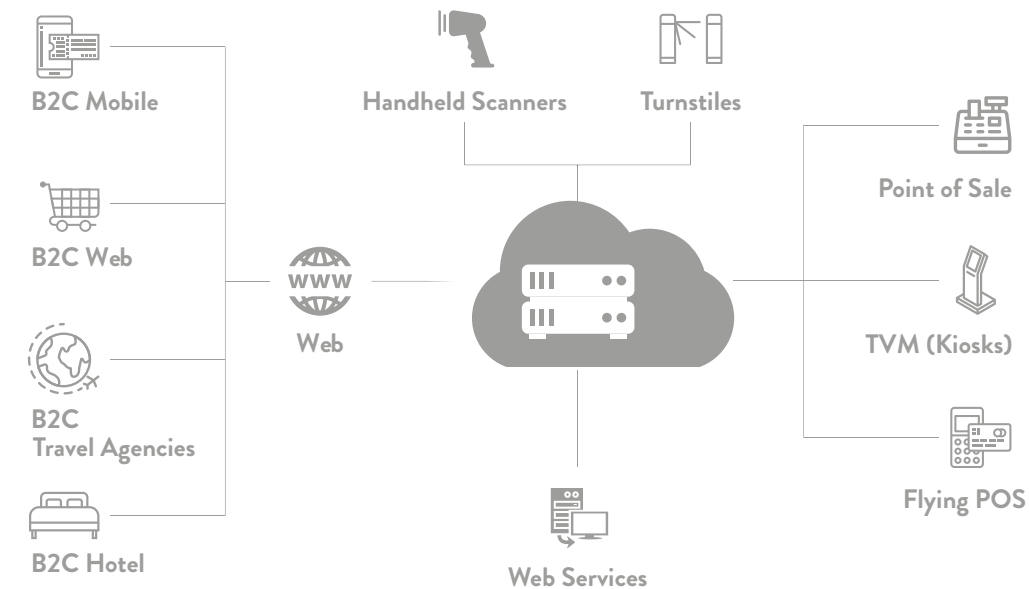 B2C Mobile
Handheld Scanners
Turnstiles
Point of Sale
B2C Web
www
Web
TVM (Kiosks)
B2C
Travel Agencies
Flying POS
B2C Hotel
Web Services